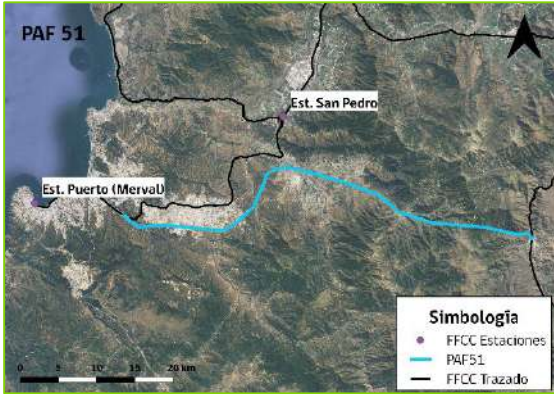 PAF 51
Est. San Pedro
Est. Puerto (Merval)
0 5 10 15 20 km
Simbología
FFCC Estaciones
PAF51
FFCC Trazado